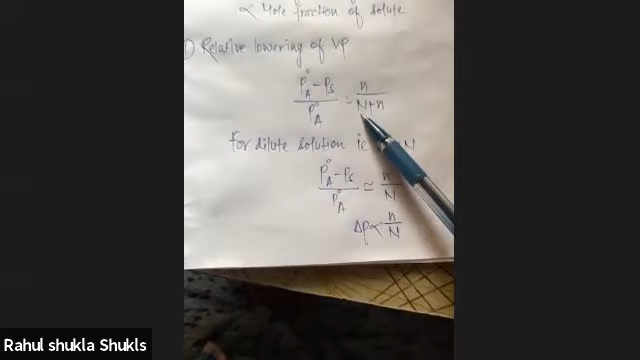 ∝ Mole fraction of solute
1) Relative lowering of VP
P°A − Ps / P°A = n / N+n
For dilute solution ie N
P°A − Ps / P°A ≃ n / N
Δp ∝ n / N
Rahul shukla Shukls